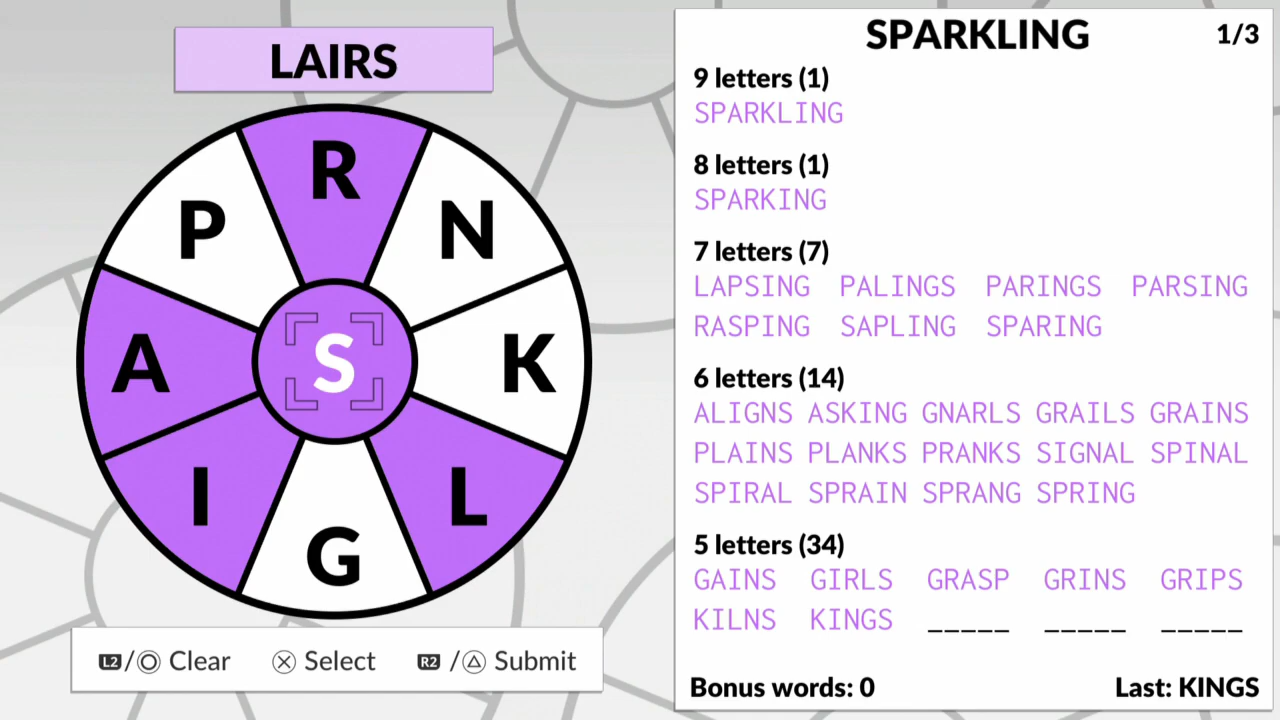 LAIRS
R
N
K
L
G
I
A
P
S
L2/◯ Clear ✕ Select R2 /△ Submit
SPARKLING 1/3
9 letters (1)
SPARKLING
8 letters (1)
SPARKING
7 letters (7)
LAPSING PALINGS PARINGS PARSING
RASPING SAPLING SPARING
6 letters (14)
ALIGNS ASKING GNARLS GRAILS GRAINS
PLAINS PLANKS PRANKS SIGNAL SPINAL
SPIRAL SPRAIN SPRANG SPRING
5 letters (34)
GAINS GIRLS GRASP GRINS GRIPS
KILNS KINGS _____ _____ _____
Bonus words: 0 Last: KINGS